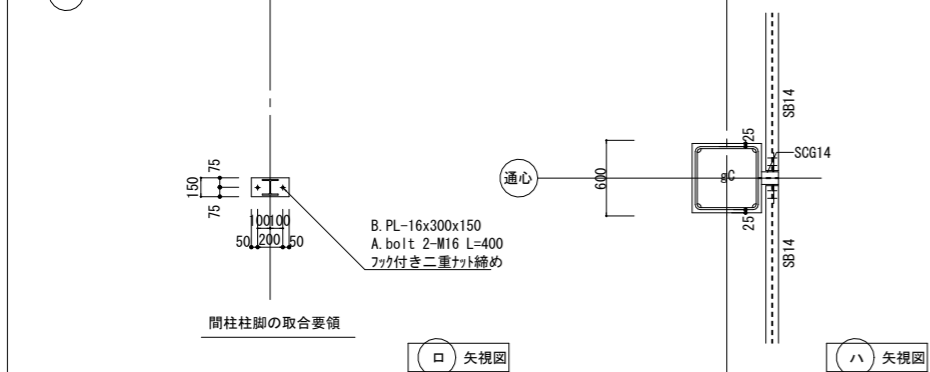 75
150
75
100
100
50
200
50
B.PL-16x300x150
A.bolt 2-M16 L=400
フック付き二重ナット締め
間柱柱脚の取合要領
ロ 矢視図
通心
600
25
gC
25
SCG14
SB14
SB14
ハ 矢視図